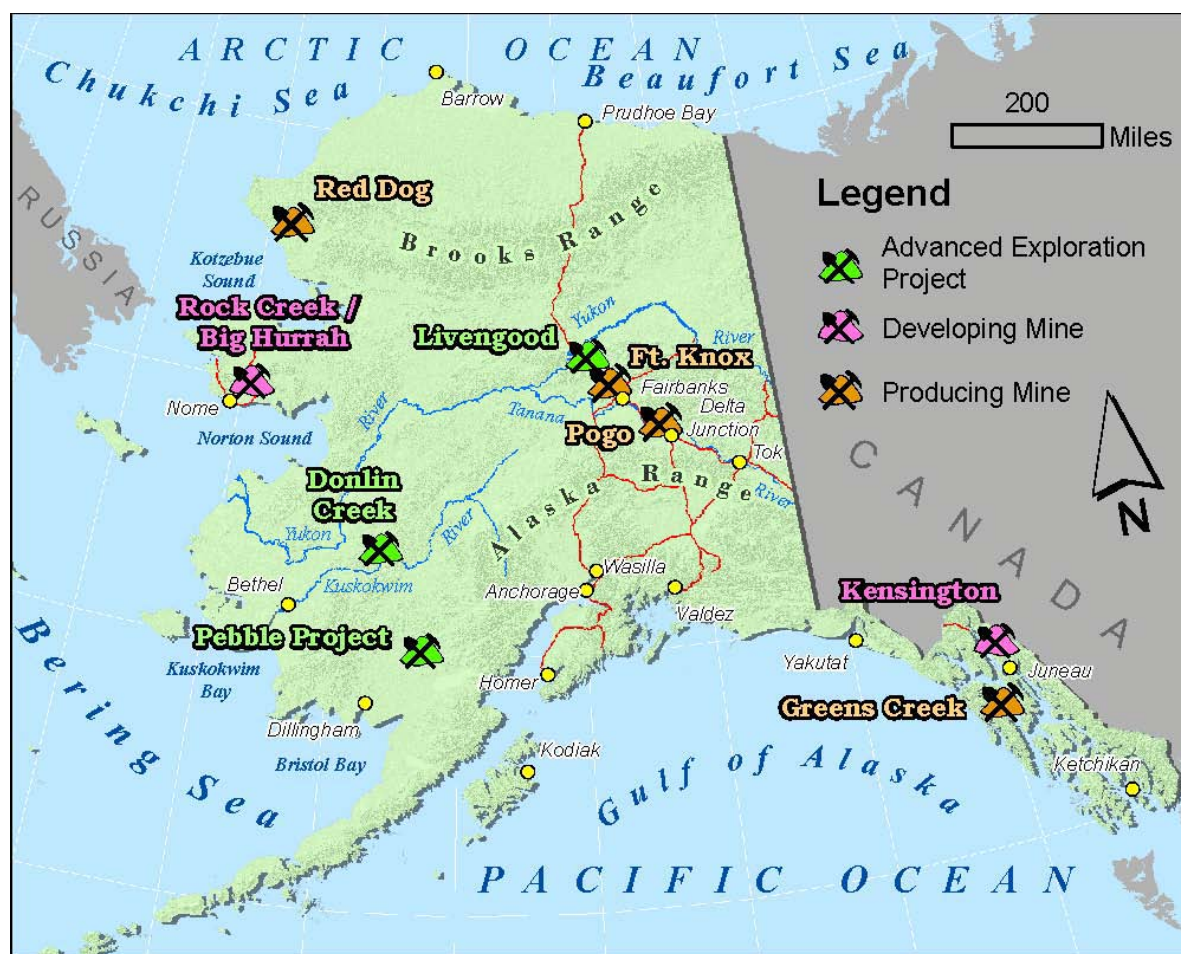 ARCTIC OCEAN
Chukchi Sea
Beaufort Sea
Barrow
Prudhoe Bay
200
Miles
Legend
Advanced Exploration
Project
Developing Mine
Producing Mine
N
RUSSIA
CANADA
Red Dog
Brooks Range
Kotzebue
Sound
Rock Creek /
Big Hurrah
Nome
Norton Sound
Livengood
Yukon
River
Ft. Knox
Fairbanks
River
Tanana
Delta
Junction
Pogo
Tok
River
Alaska Range
Donlin
Creek
Yukon
River
Kuskokwim
Bethel
Wasilla
Anchorage
Valdez
Pebble Project
Kuskokwim
Bay
Homer
Dillingham
Bristol Bay
Kodiak
Bering Sea
Kensington
Yakutat
Juneau
Greens Creek
Ketchikan
Gulf of Alaska
PACIFIC OCEAN